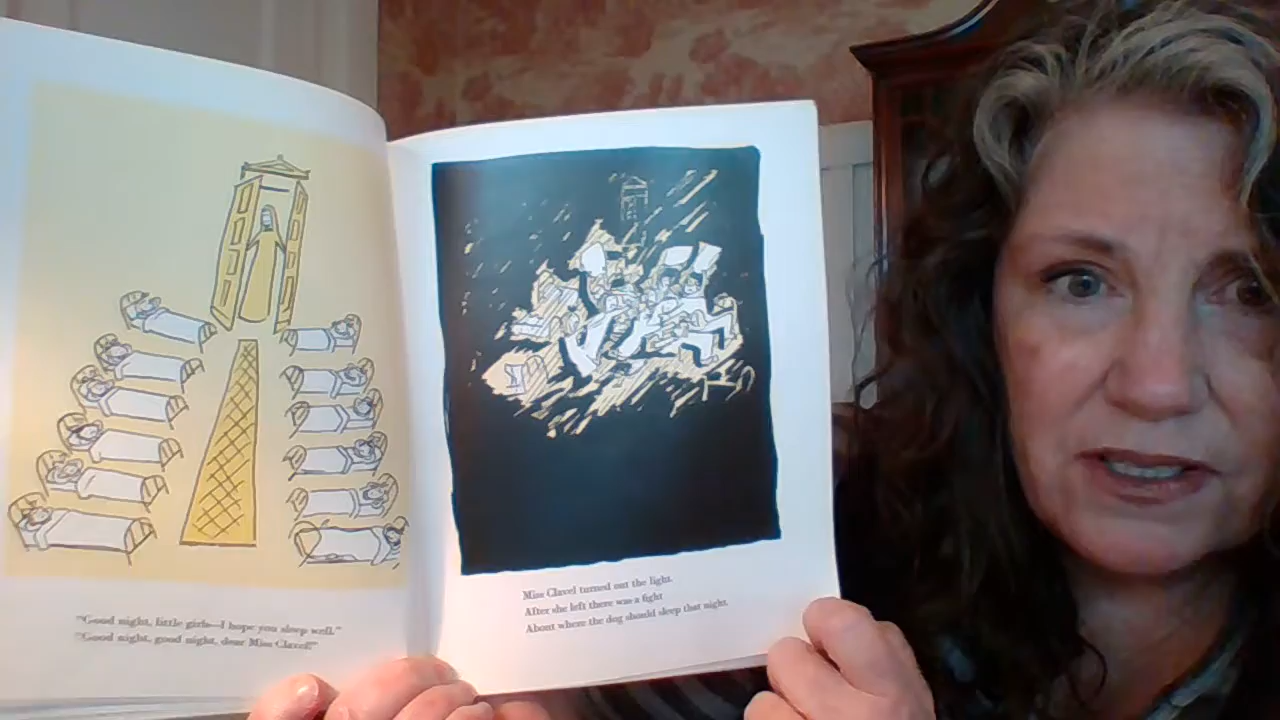 "Good night, little girls—I hope you sleep well."
"Good night, good night, dear Miss Clavel!"
Miss Clavel turned out the light.
After she left there was a fight
About where the dog should sleep that night.